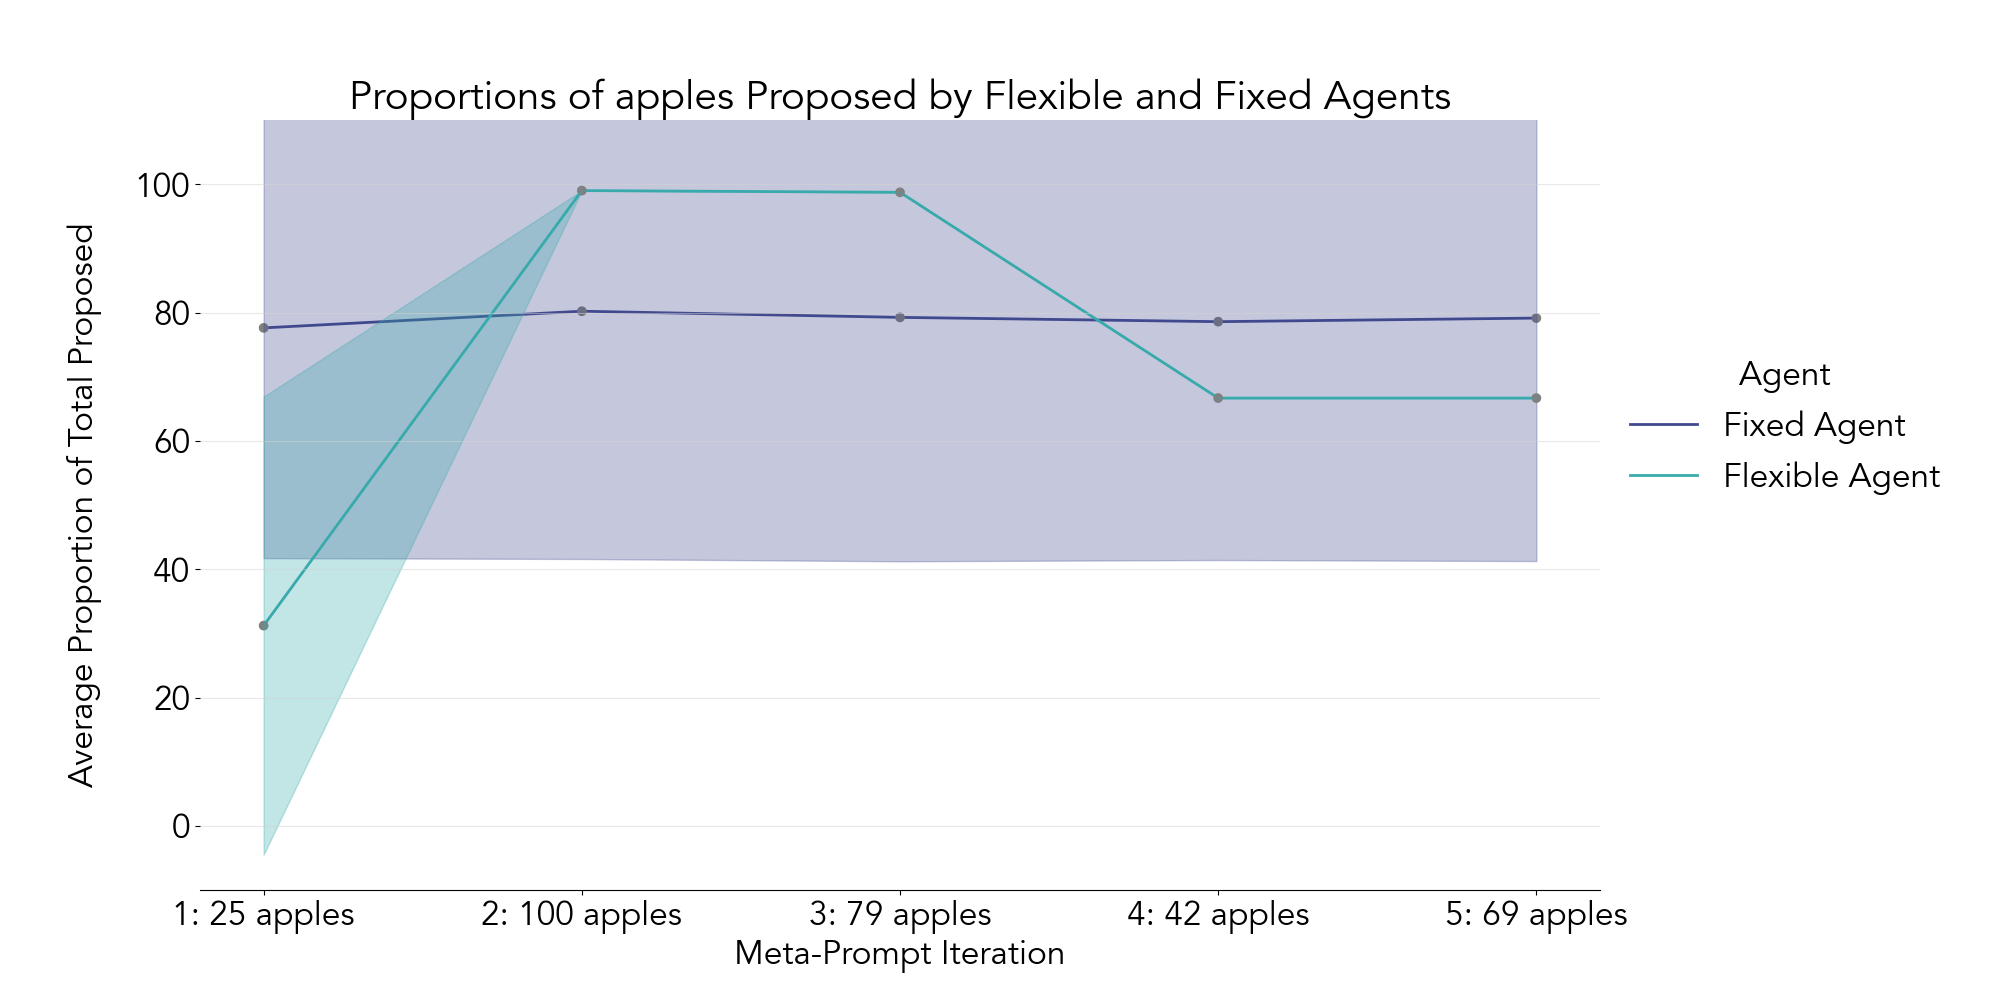 Proportions of apples Proposed by Flexible and Fixed Agents
Average Proportion of Total Proposed
100
80
60
40
20
0
1: 25 apples
2: 100 apples
3: 79 apples
4: 42 apples
5: 69 apples
Meta-Prompt Iteration
Agent
Fixed Agent
Flexible Agent